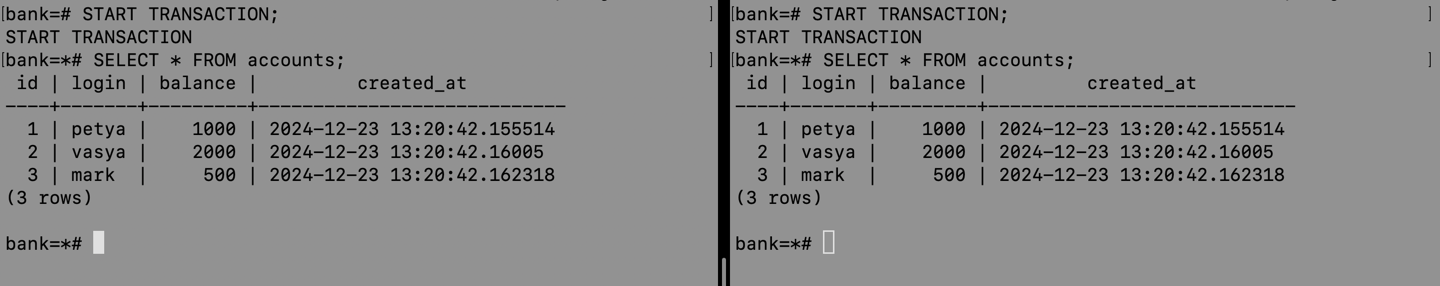 [bank=# START TRANSACTION; ]
START TRANSACTION
[bank=*# SELECT * FROM accounts; ]
 id | login | balance |         created_at
----+-------+---------+----------------------------
  1 | petya |    1000 | 2024-12-23 13:20:42.155514
  2 | vasya |    2000 | 2024-12-23 13:20:42.16005
  3 | mark  |     500 | 2024-12-23 13:20:42.162318
(3 rows)
bank=*#
[bank=# START TRANSACTION; ]
START TRANSACTION
[bank=*# SELECT * FROM accounts; ]
 id | login | balance |         created_at
----+-------+---------+----------------------------
  1 | petya |    1000 | 2024-12-23 13:20:42.155514
  2 | vasya |    2000 | 2024-12-23 13:20:42.16005
  3 | mark  |     500 | 2024-12-23 13:20:42.162318
(3 rows)
bank=*#